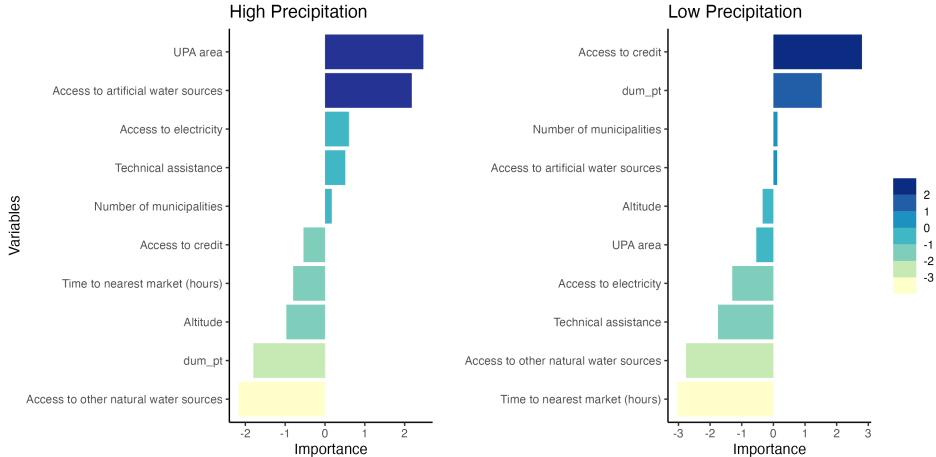 High Precipitation
Variables
UPA area
Access to artificial water sources
Access to electricity
Technical assistance
Number of municipalities
Access to credit
Time to nearest market (hours)
Altitude
dum_pt
Access to other natural water sources
-2 -1 0 1 2
Importance
Low Precipitation
Access to credit
dum_pt
Number of municipalities
Access to artificial water sources
Altitude
UPA area
Access to electricity
Technical assistance
Access to other natural water sources
Time to nearest market (hours)
-3 -2 -1 0 1 2 3
Importance
2
1
0
-1
-2
-3